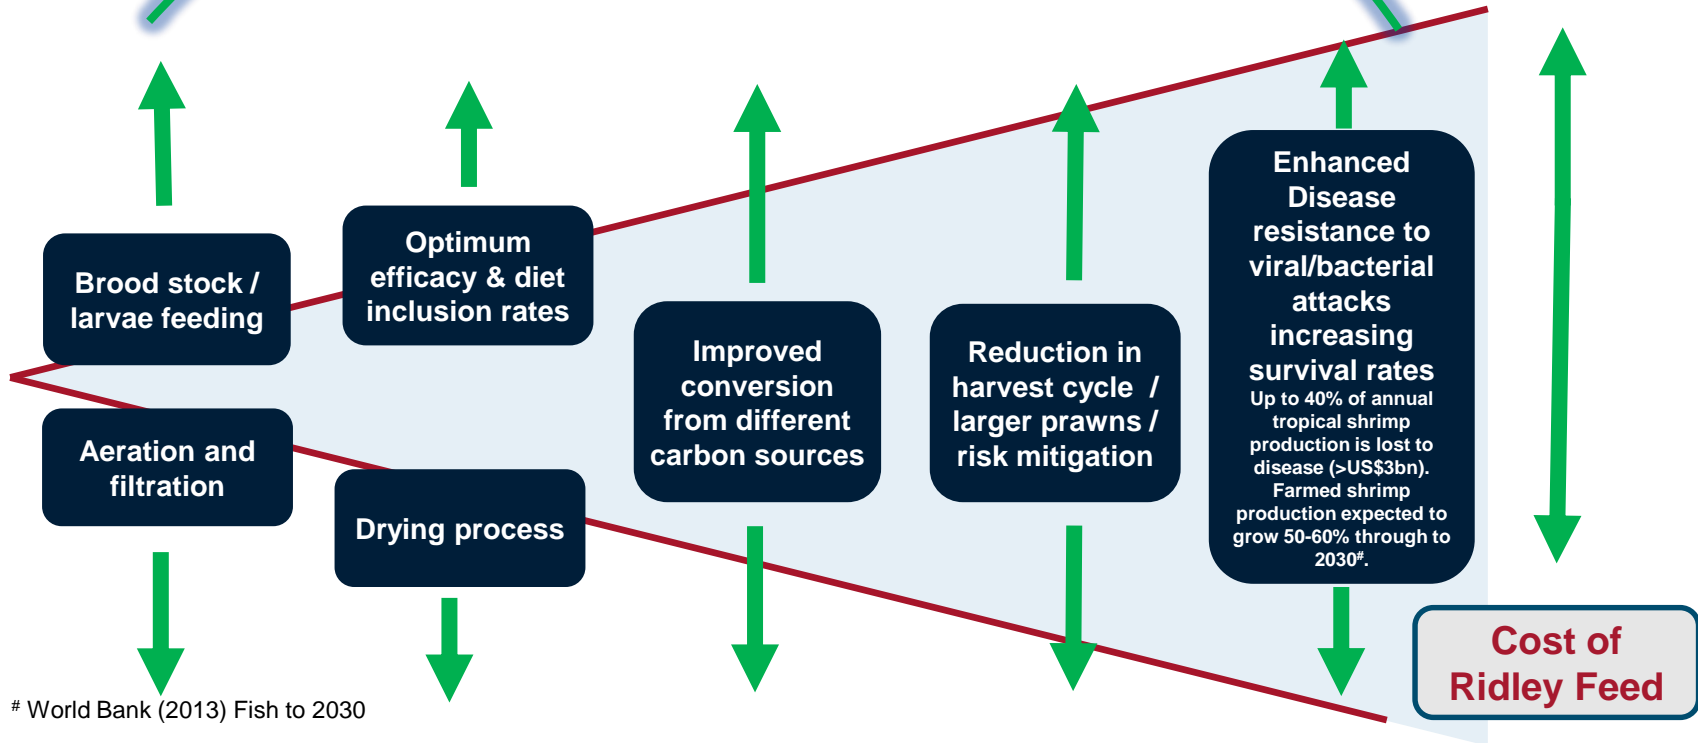 Brood stock /
larvae feeding
Aeration and
filtration
Optimum
efficacy & diet
inclusion rates
Drying process
Improved
conversion
from different
carbon sources
Reduction in
harvest cycle /
larger prawns /
risk mitigation
Enhanced
Disease
resistance to
viral/bacterial
attacks
increasing
survival rates
Up to 40% of annual
tropical shrimp
production is lost to
disease (>US$3bn).
Farmed shrimp
production expected to
grow 50-60% through to
2030#.
Cost of
Ridley Feed
# World Bank (2013) Fish to 2030